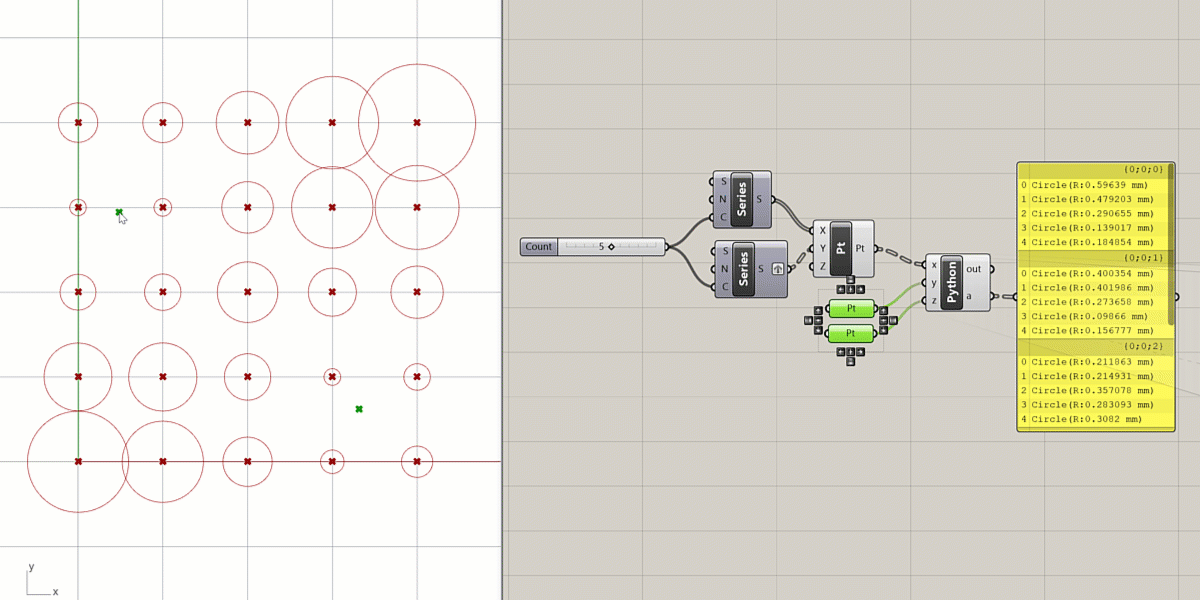 y
x
Count
5
S
N
C
Series
S
S
N
C
Series
S
X
Y
Z
Pt
Pt
Pt
Pt
x
y
z
Python
out
a
{0;0;0}
0 Circle(R:0.59639 mm)
1 Circle(R:0.479203 mm)
2 Circle(R:0.290655 mm)
3 Circle(R:0.139017 mm)
4 Circle(R:0.184854 mm)
{0;0;1}
0 Circle(R:0.400354 mm)
1 Circle(R:0.401986 mm)
2 Circle(R:0.273658 mm)
3 Circle(R:0.09866 mm)
4 Circle(R:0.156777 mm)
{0;0;2}
0 Circle(R:0.211863 mm)
1 Circle(R:0.214931 mm)
2 Circle(R:0.357078 mm)
3 Circle(R:0.283093 mm)
4 Circle(R:0.3082 mm)